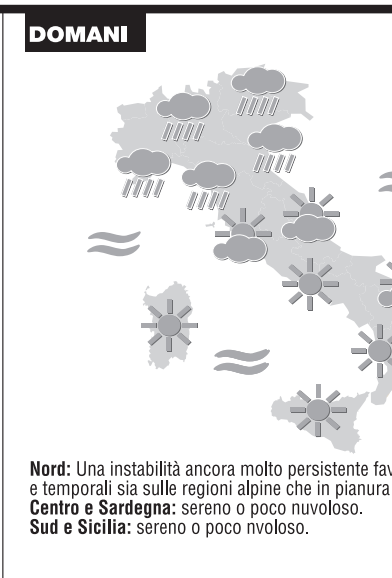 DOMANI
Nord: Una instabilità ancora molto persistente
e temporali sia sulle regioni alpine che in pianura
Centro e Sardegna: sereno o poco nuvoloso.
Sud e Sicilia: sereno o poco nvoloso.